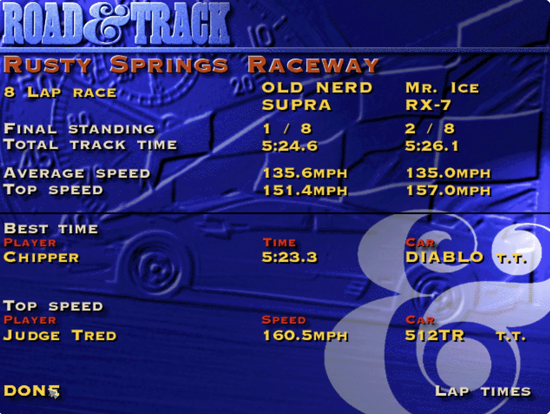 ROAD & TRACK
RUSTY SPRINGS RACEWAY
8 LAP RACE OLD NERD MR. ICE
SUPRA RX-7
FINAL STANDING 1 / 8 2 / 8
TOTAL TRACK TIME 5:24.6 5:26.1
AVERAGE SPEED 135.6MPH 135.0MPH
TOP SPEED 151.4MPH 157.0MPH
BEST TIME
PLAYER TIME CAR
CHIPPER 5:23.3 DIABLO T.T.
TOP SPEED
PLAYER SPEED CAR
JUDGE TRED 160.5MPH 512TR T.T.
DONE LAP TIMES